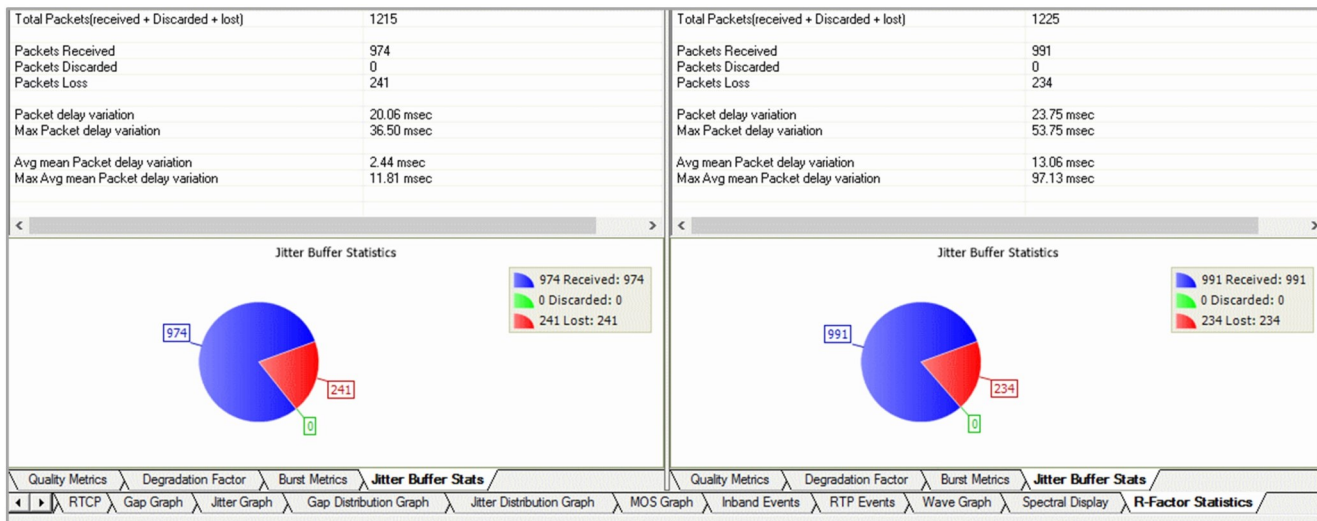 Total Packets(received + Discarded + lost) 1215
Packets Received 974
Packets Discarded 0
Packets Loss 241
Packet delay variation 20.06 msec
Max Packet delay variation 36.50 msec
Avg mean Packet delay variation 2.44 msec
Max Avg mean Packet delay variation 11.81 msec
Jitter Buffer Statistics
974 Received: 974
0 Discarded: 0
241 Lost: 241
974
241
0
Quality Metrics Degradation Factor Burst Metrics Jitter Buffer Stats
Total Packets(received + Discarded + lost) 1225
Packets Received 991
Packets Discarded 0
Packets Loss 234
Packet delay variation 23.75 msec
Max Packet delay variation 53.75 msec
Avg mean Packet delay variation 13.06 msec
Max Avg mean Packet delay variation 97.13 msec
Jitter Buffer Statistics
991 Received: 991
0 Discarded: 0
234 Lost: 234
991
234
0
Quality Metrics Degradation Factor Burst Metrics Jitter Buffer Stats
RTCP Gap Graph Jitter Graph Gap Distribution Graph Jitter Distribution Graph MOS Graph Inband Events RTP Events Wave Graph Spectral Display R-Factor Statistics